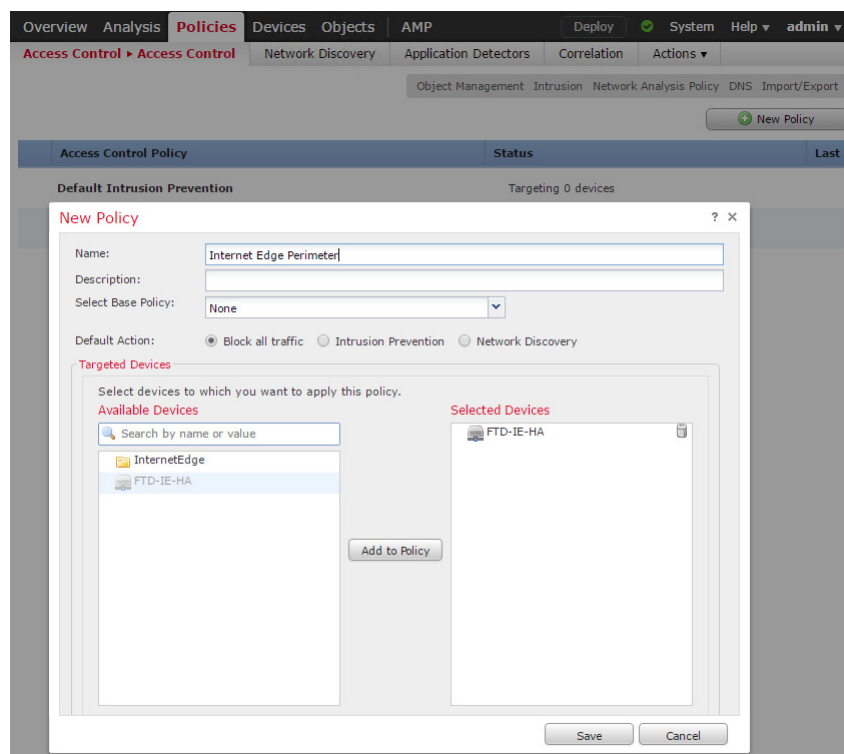 Overview Analysis Policies Devices Objects AMP Deploy System Help ▾ admin ▾
Access Control ▸ Access Control Network Discovery Application Detectors Correlation Actions ▾
Object Management Intrusion Network Analysis Policy DNS Import/Export
New Policy
Access Control Policy Status Last
Default Intrusion Prevention Targeting 0 devices
New Policy ? ×
Name: Internet Edge Perimeter
Description:
Select Base Policy: None
Default Action: Block all traffic Intrusion Prevention Network Discovery
Targeted Devices
Select devices to which you want to apply this policy.
Available Devices Selected Devices
Search by name or value FTD-IE-HA
InternetEdge
FTD-IE-HA
Add to Policy
Save Cancel